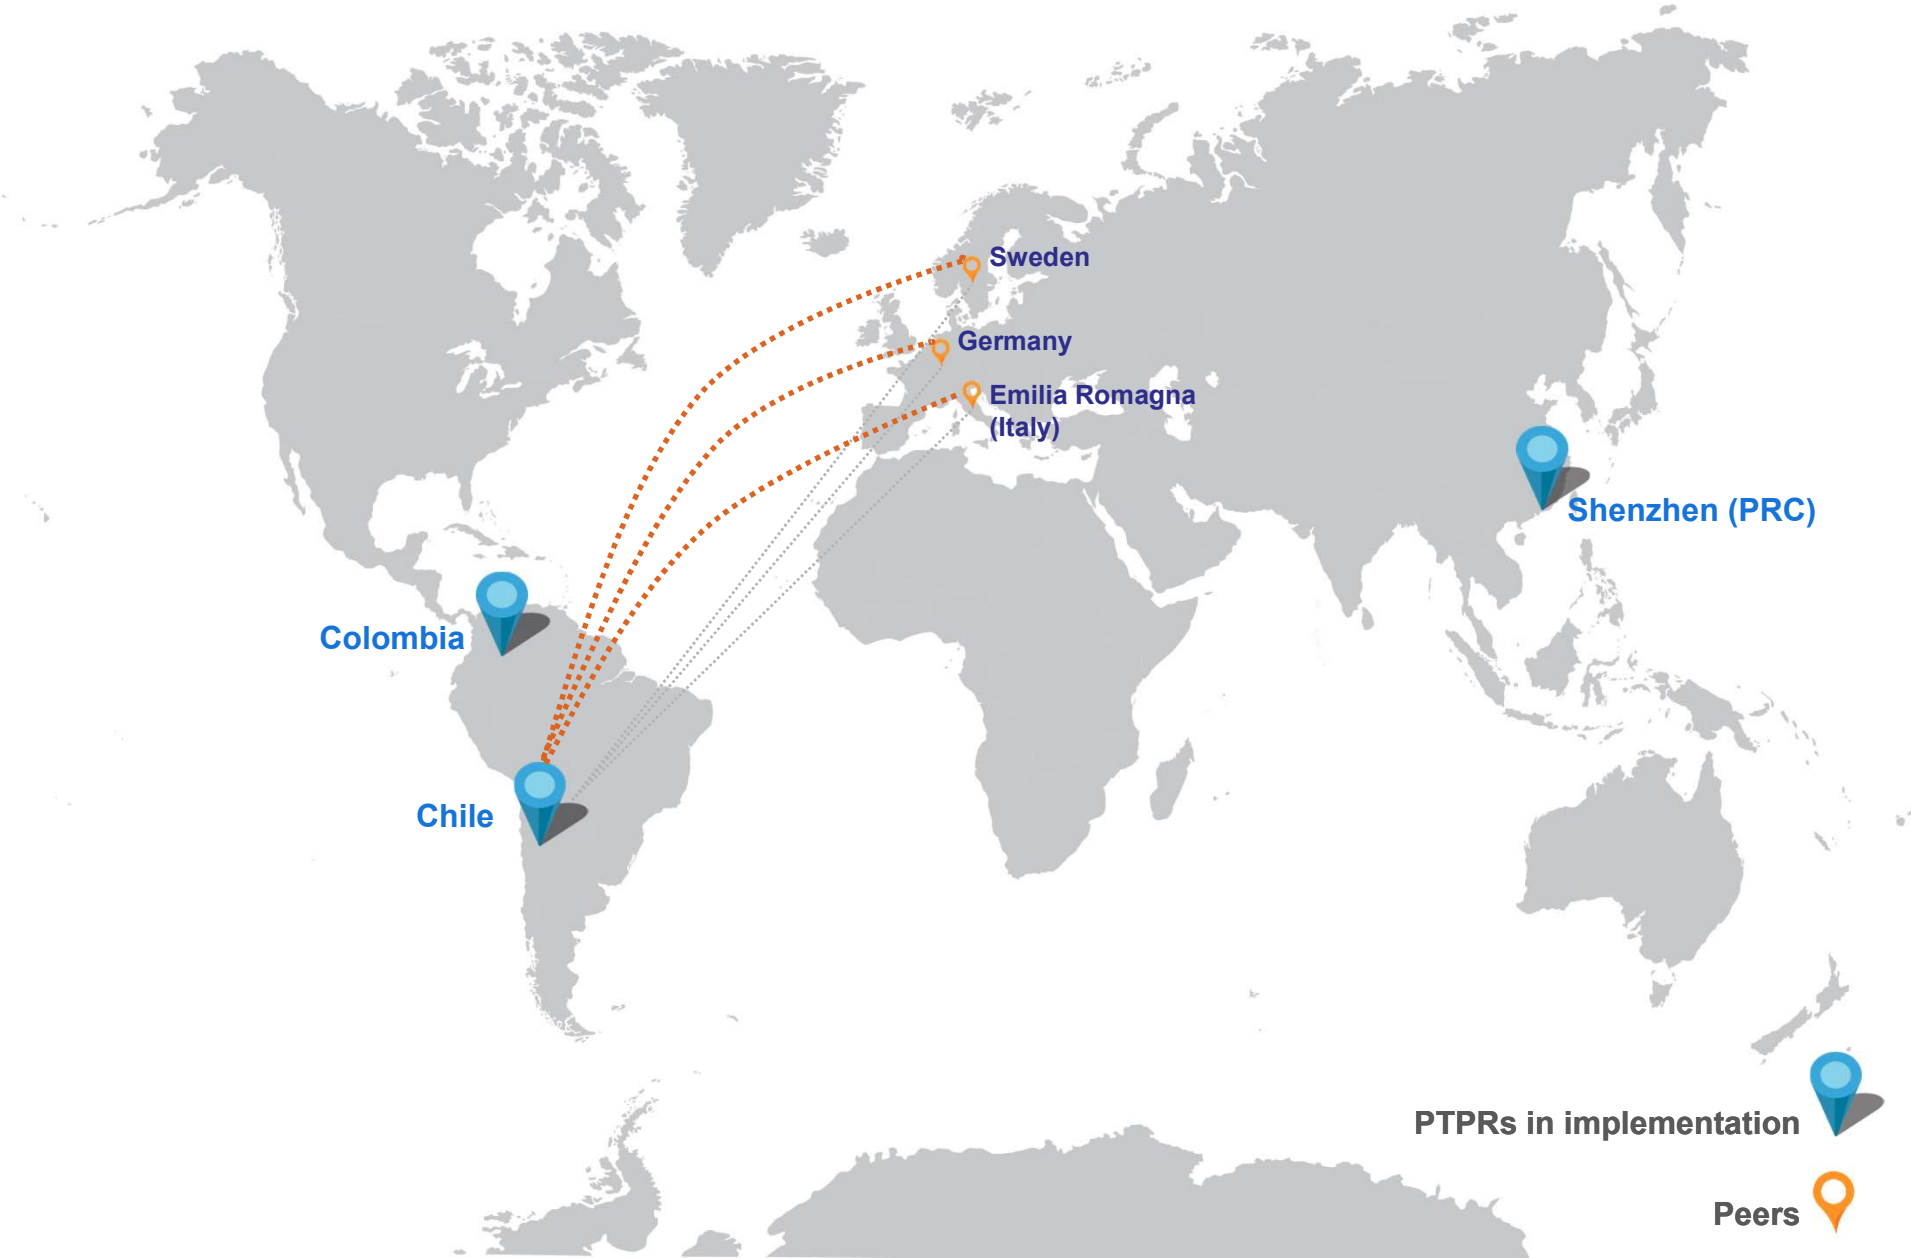 Sweden
Germany
Emilia Romagna
(Italy)
Shenzhen (PRC)
Colombia
Chile
PTPRs in implementation
Peers